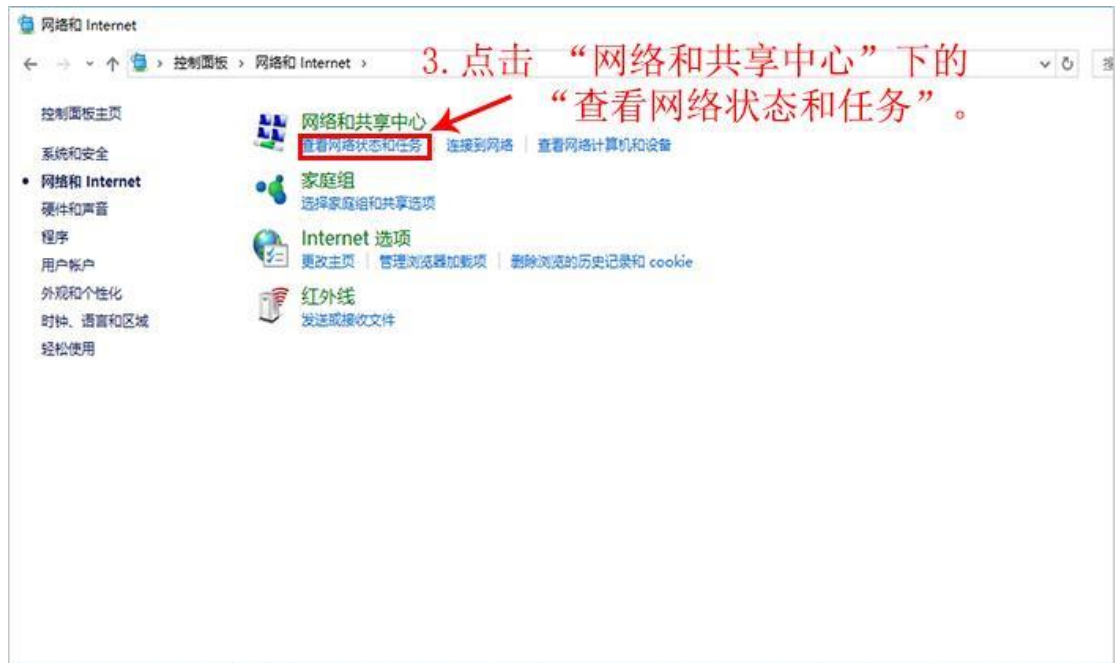 网络和 Internet
控制面板 › 网络和 Internet ›
3. 点击 “网络和共享中心” 下的
“查看网络状态和任务” 。
控制面板主页
系统和安全
网络和 Internet
硬件和声音
程序
用户帐户
外观和个性化
时钟、语言和区域
轻松使用
网络和共享中心
查看网络状态和任务 连接到网络 查看网络计算机和设备
家庭组
选择家庭组和共享选项
Internet 选项
更改主页 管理浏览器加载项 删除浏览的历史记录和 cookie
红外线
发送或接收文件